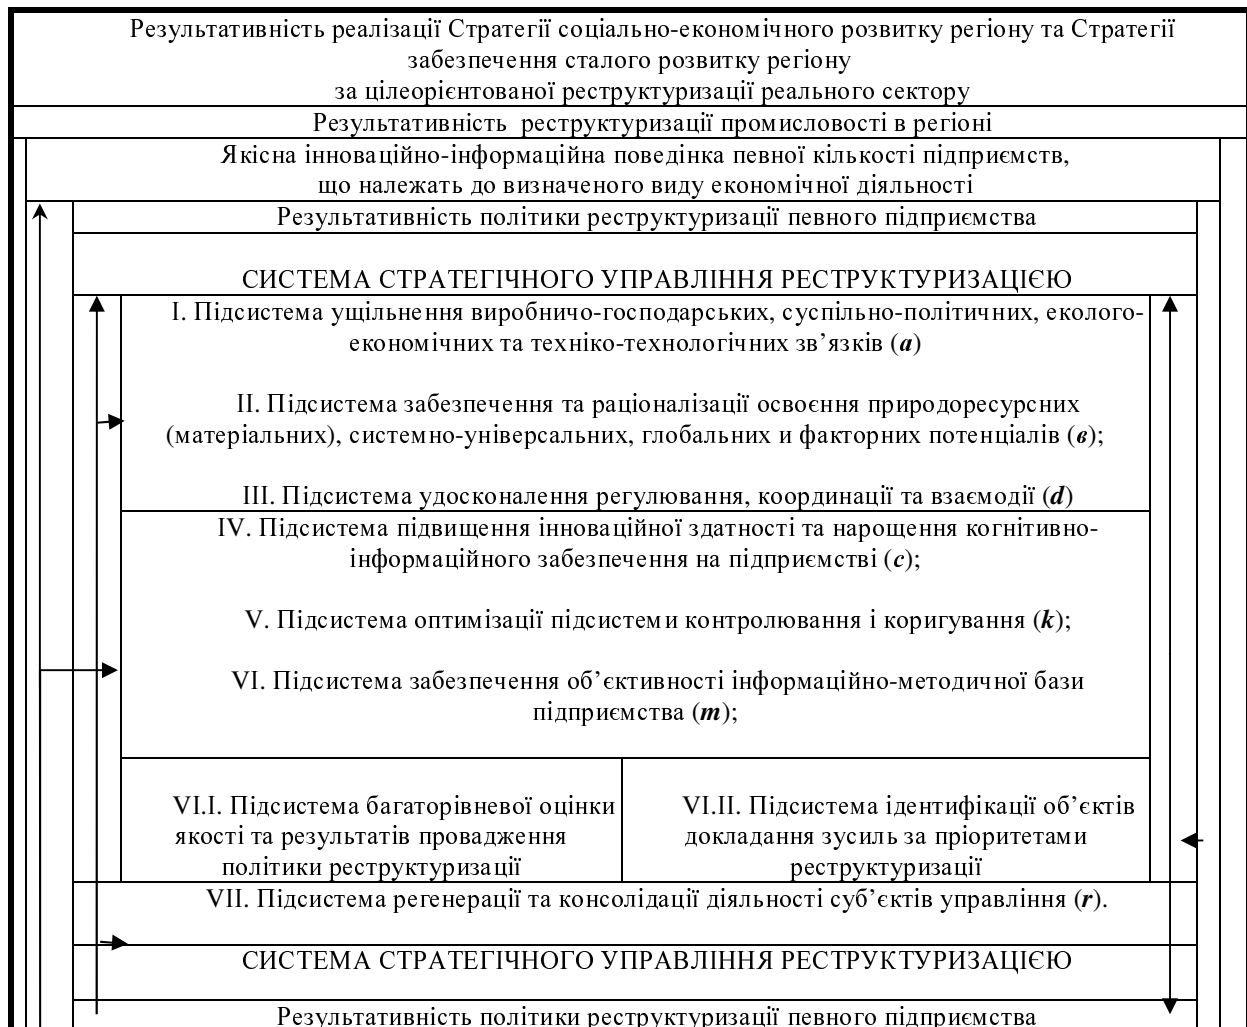 Результативність реалізації Стратегії соціально-економічного розвитку регіону та Стратегії
забезпечення сталого розвитку регіону
за цілеорієнтованої реструктуризації реального сектору
Результативність реструктуризації промисловості в регіоні
Якісна інноваційно-інформаційна поведінка певної кількості підприємств,
що належать до визначеного виду економічної діяльності
Результативність політики реструктуризації певного підприємства
СИСТЕМА СТРАТЕГІЧНОГО УПРАВЛІННЯ РЕСТРУКТУРИЗАЦІЄЮ
I. Підсистема ущільнення виробничо-господарських, суспільно-політичних, еколого-
економічних та техніко-технологічних зв’язків (a)
II. Підсистема забезпечення та раціоналізації освоєння природоресурсних
(матеріальних), системно-універсальних, глобальних и факторних потенціалів (в);
III. Підсистема удосконалення регулювання, координації та взаємодії (d)
IV. Підсистема підвищення інноваційної здатності та нарощення когнітивно-
інформаційного забезпечення на підприємстві (c);
V. Підсистема оптимізації підсистеми контролювання і коригування (k);
VI. Підсистема забезпечення об’єктивності інформаційно-методичної бази
підприємства (m);
VI.I. Підсистема багаторівневої оцінки
якості та результатів провадження
політики реструктуризації
VI.II. Підсистема ідентифікації об’єктів
докладання зусиль за пріоритетами
реструктуризації
VII. Підсистема регенерації та консолідації діяльності суб’єктів управління (r).
СИСТЕМА СТРАТЕГІЧНОГО УПРАВЛІННЯ РЕСТРУКТУРИЗАЦІЄЮ
Результативність політики реструктуризації певного підприємства